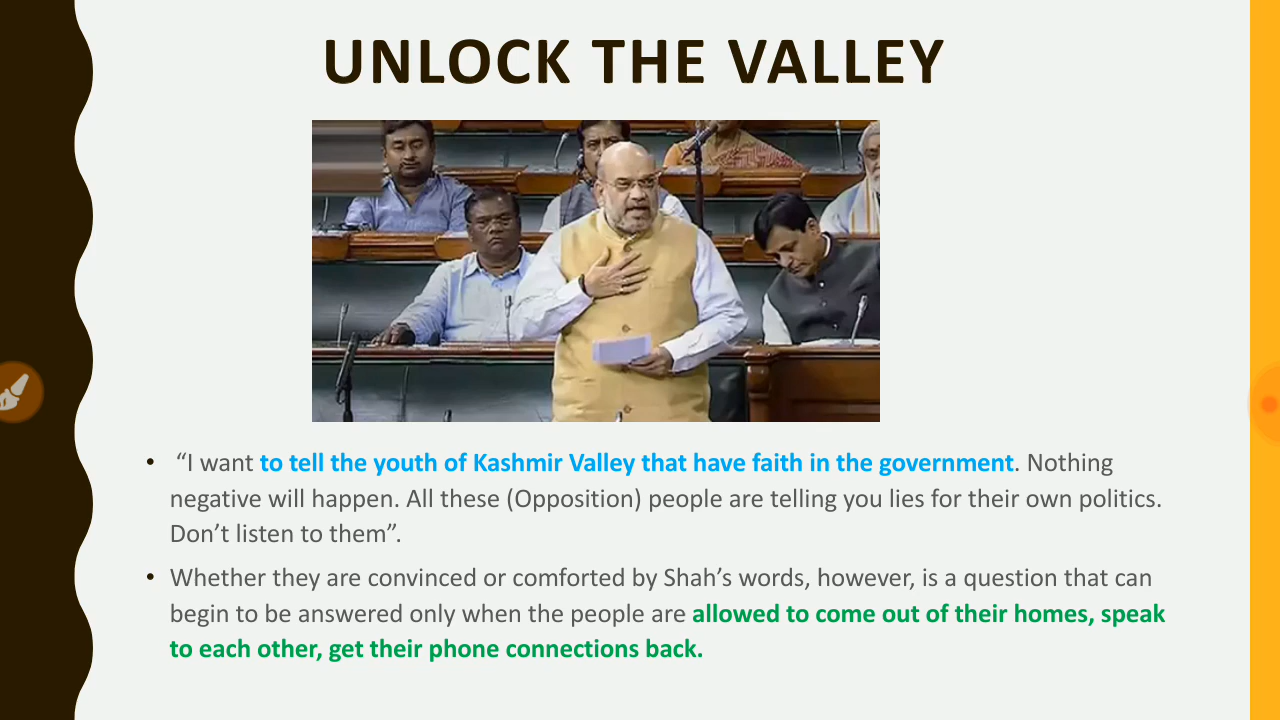 UNLOCK THE VALLEY
• “I want to tell the youth of Kashmir Valley that have faith in the government. Nothing
negative will happen. All these (Opposition) people are telling you lies for their own politics.
Don’t listen to them”.
• Whether they are convinced or comforted by Shah’s words, however, is a question that can
begin to be answered only when the people are allowed to come out of their homes, speak
to each other, get their phone connections back.